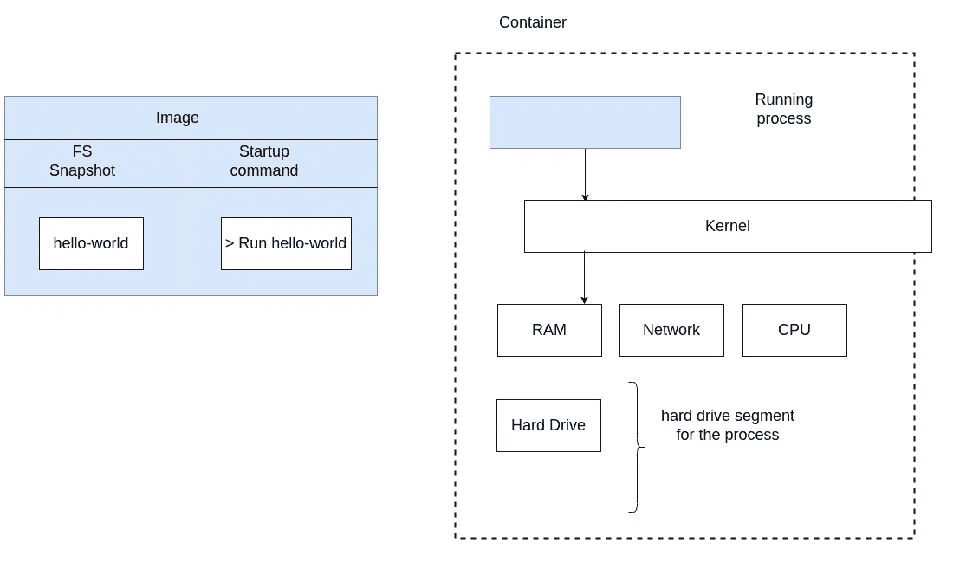 Container
Image
FS
Snapshot
Startup
command
hello-world
> Run hello-world
Running
process
Kernel
RAM
Network
CPU
Hard Drive
hard drive segment
for the process